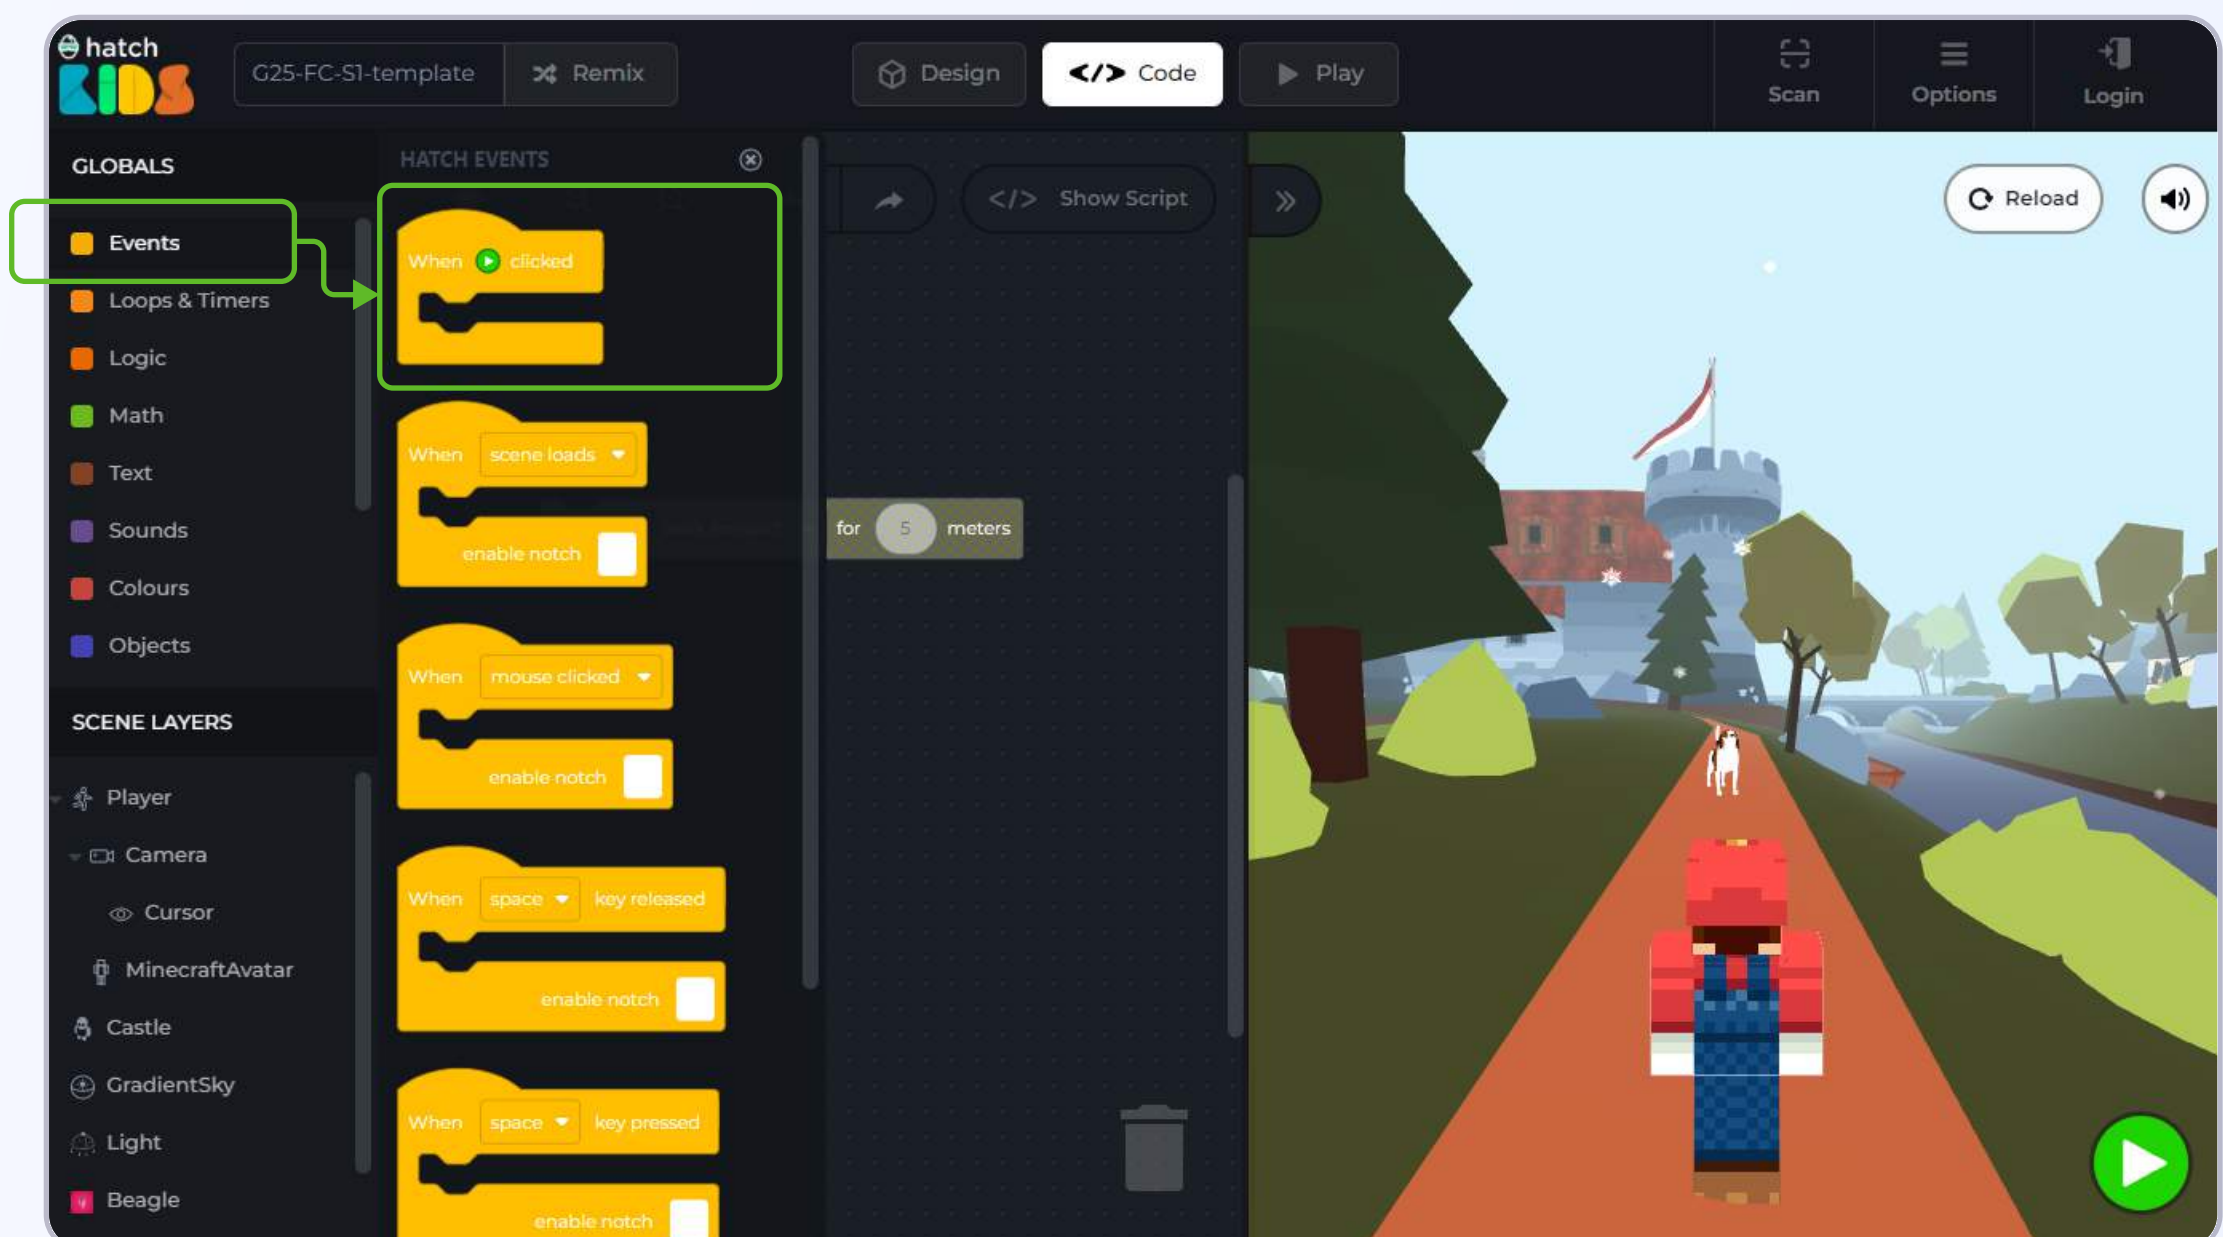 hatch
KIDS
G25-FC-S1-template
Remix
Design
</> Code
Play
Scan
Options
Login
GLOBALS
Events
Loops & Timers
Logic
Math
Text
Sounds
Colours
Objects
SCENE LAYERS
Player
Camera
Cursor
MinecraftAvatar
Castle
GradientSky
Light
Beagle
HATCH EVENTS
When clicked
When scene loads
enable notch
When mouse clicked
enable notch
When space key released
enable notch
When space key pressed
enable notch
</> Show Script
for 5 meters
Reload